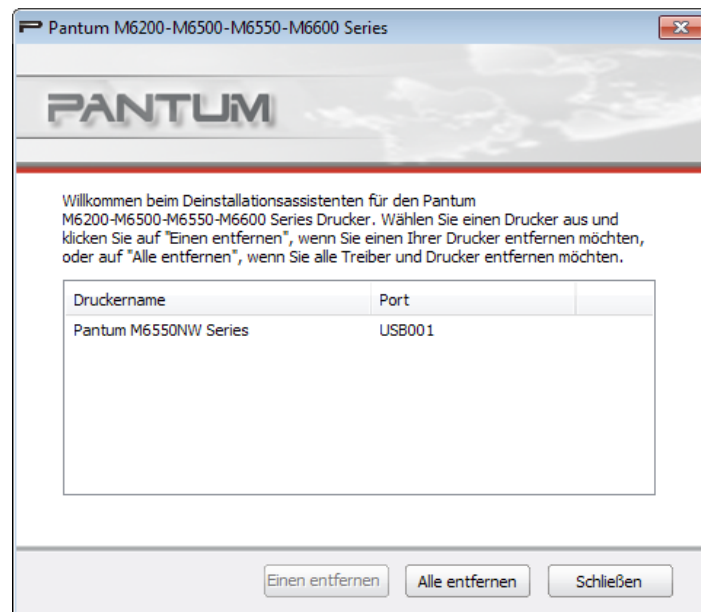 Pantum M6200-M6500-M6550-M6600 Series
PANTUM
Willkommen beim Deinstallationsassistenten für den Pantum
M6200-M6500-M6550-M6600 Series Drucker. Wählen Sie einen Drucker aus und
klicken Sie auf "Einen entfernen", wenn Sie einen Ihrer Drucker entfernen möchten,
oder auf "Alle entfernen", wenn Sie alle Treiber und Drucker entfernen möchten.
Druckername Port
Pantum M6550NW Series USB001
Einen entfernen Alle entfernen Schließen